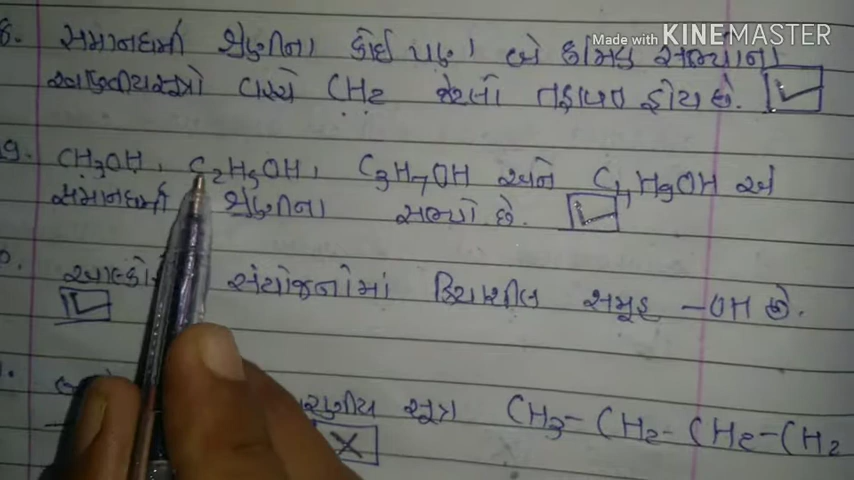 Made with KINEMASTER
8. સમાનધર્મી શ્રેણીના કોઈ પણ બે ક્રમિક સભ્યોના
આણ્વીયસૂત્રો વચ્ચે CH2 જેટલો તફાવત હોય છે.
9. CH3OH, C2H5OH, C3H7OH અને C4H9OH એ
સમાનધર્મી શ્રેણીના સભ્યો છે.
સંયોજનોમાં ક્રિયાશીલ સમૂહ -OH છે.
સૂત્ર CH3-CH2-CH2-CH2